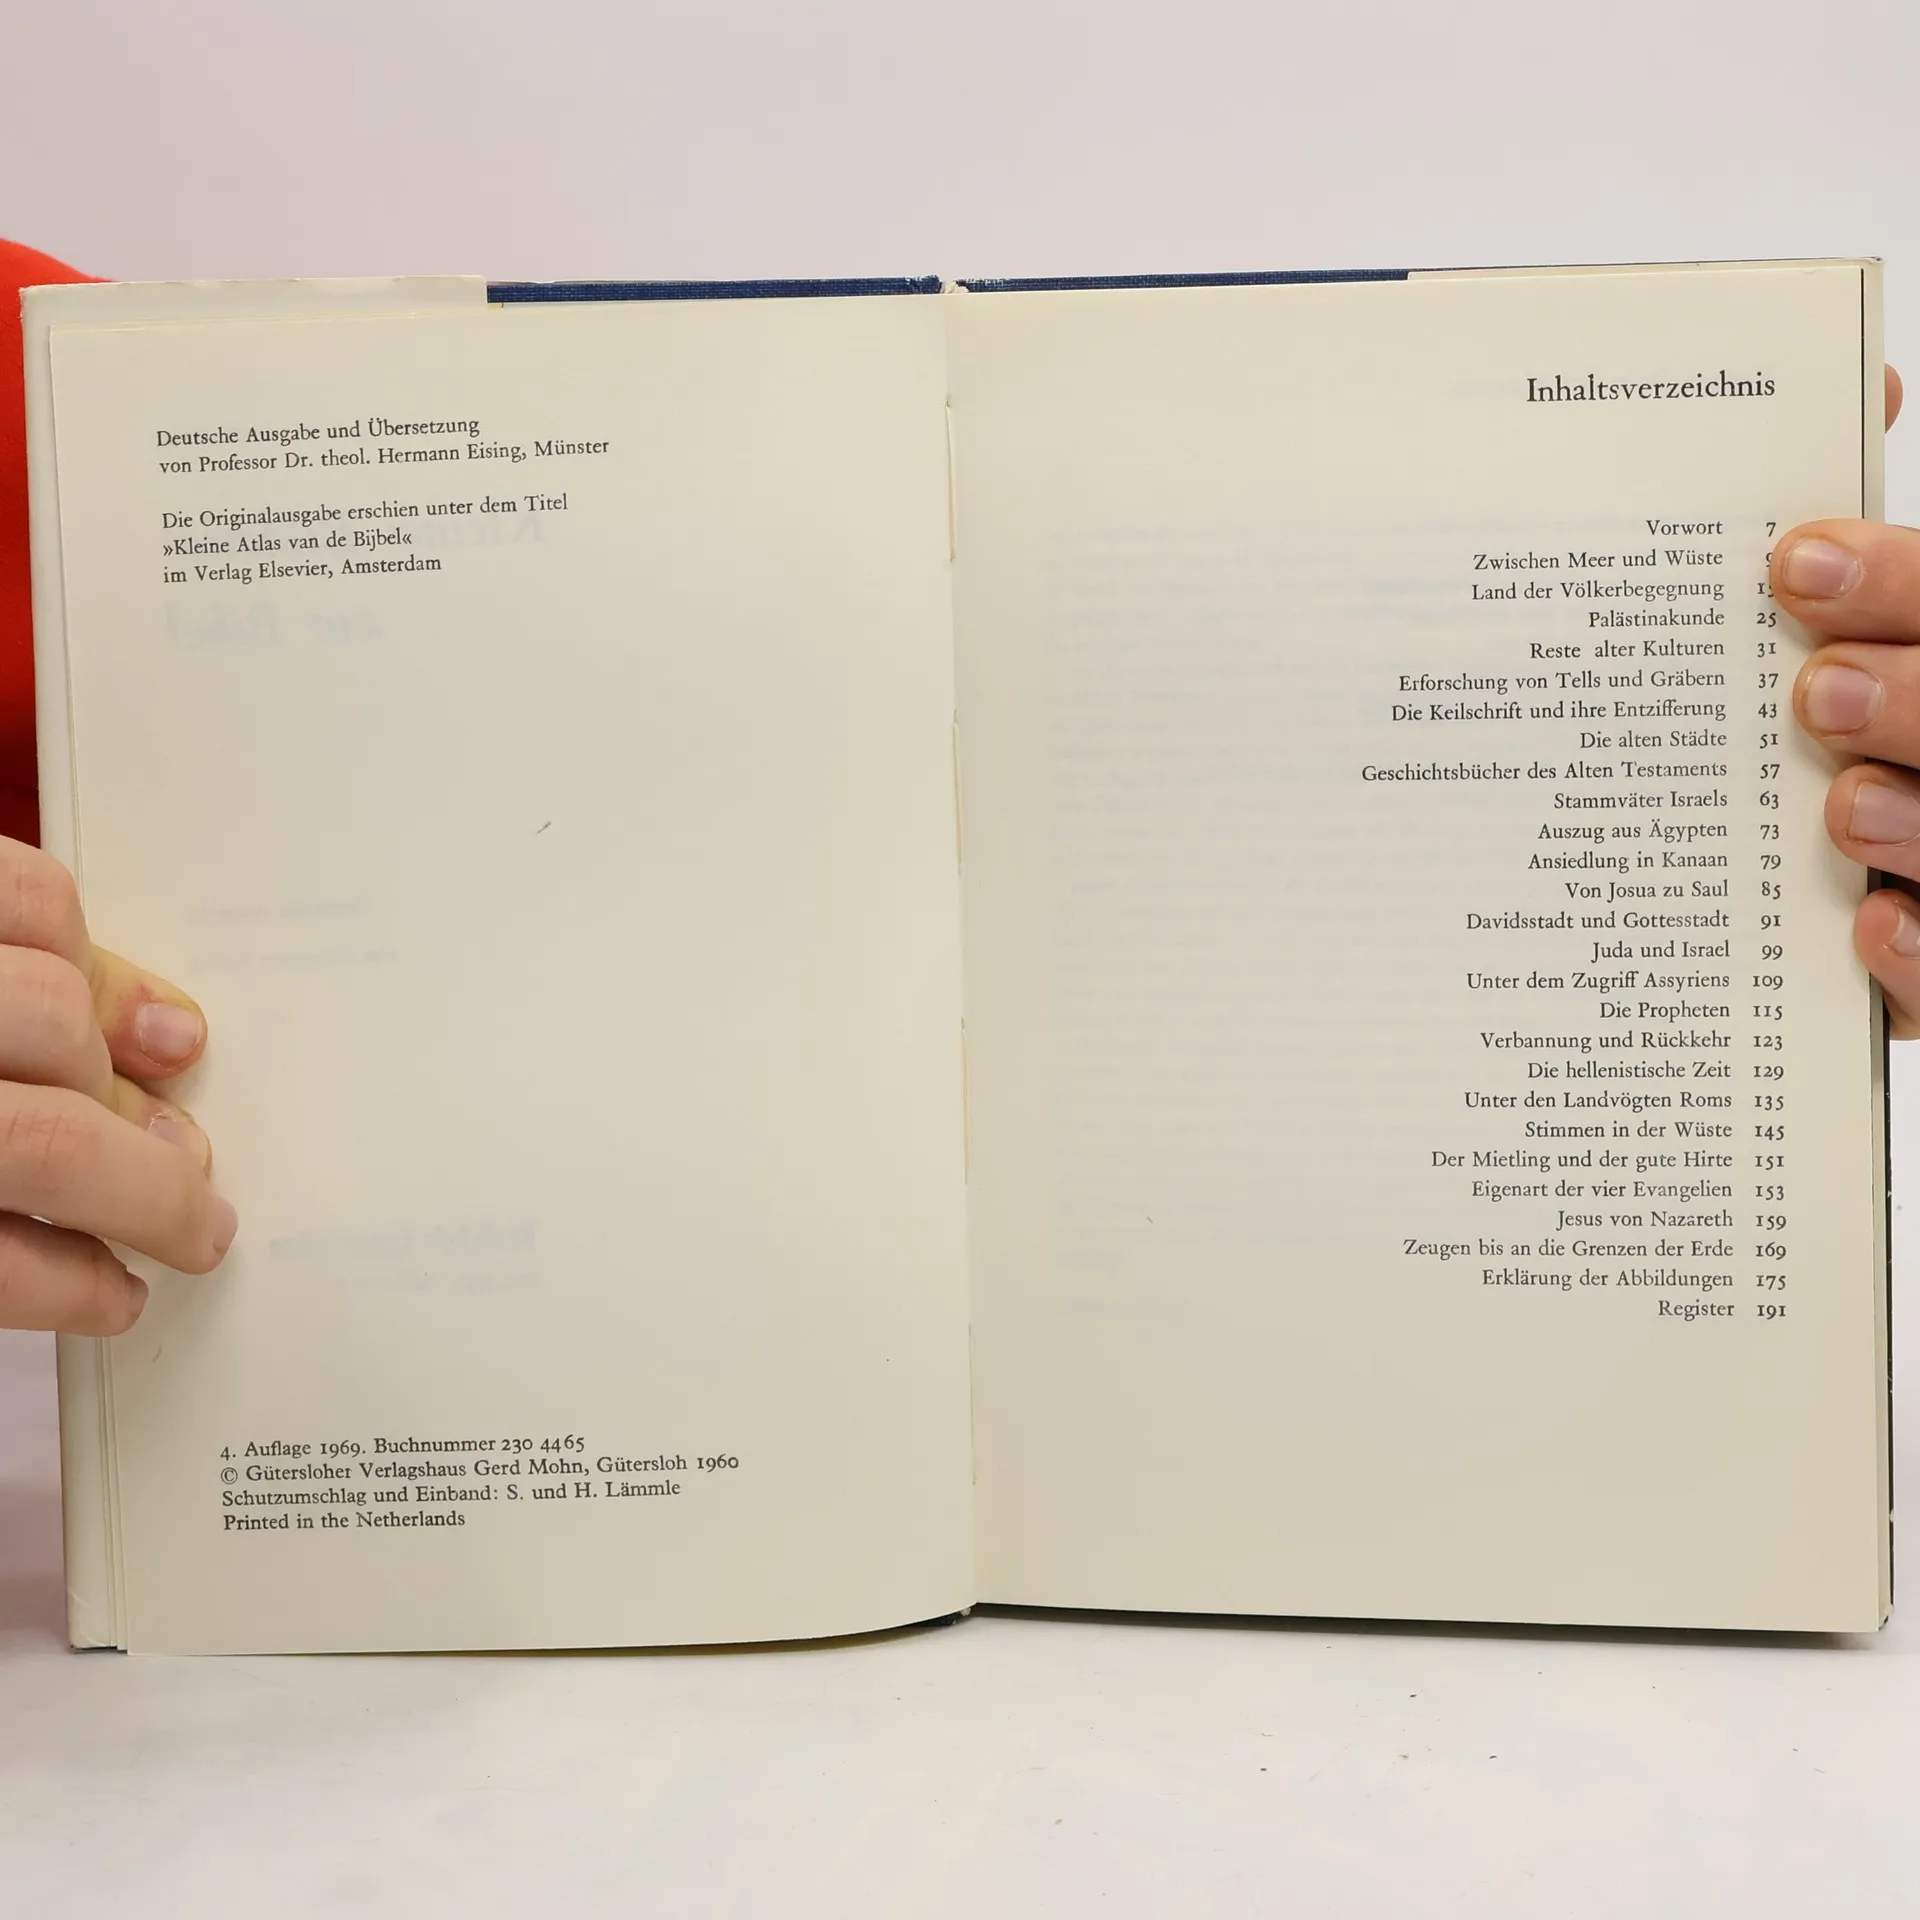 Deutsche Ausgabe und Übersetzung
von Professor Dr. theol. Hermann Eising, Münster
Die Originalausgabe erschien unter dem Titel
»Kleine Atlas van de Bijbel«
im Verlag Elsevier, Amsterdam
4. Auflage 1969. Buchnummer 230 4465
© Gütersloher Verlagshaus Gerd Mohn, Gütersloh 1960
Schutzumschlag und Einband: S. und H. Lämmle
Printed in the Netherlands
Inhaltsverzeichnis
Vorwort 7
Zwischen Meer und Wüste
Land der Völkerbegegnung
Palästinakunde 25
Reste alter Kulturen 31
Erforschung von Tells und Gräbern 37
Die Keilschrift und ihre Entzifferung 43
Die alten Städte 51
Geschichtsbücher des Alten Testaments 57
Stammväter Israels 63
Auszug aus Ägypten 73
Ansiedlung in Kanaan 79
Von Josua zu Saul 85
Davidsstadt und Gottesstadt 91
Juda und Israel 99
Unter dem Zugriff Assyriens 109
Die Propheten 115
Verbannung und Rückkehr 123
Die hellenistische Zeit 129
Unter den Landvögten Roms 135
Stimmen in der Wüste 145
Der Mietling und der gute Hirte 151
Eigenart der vier Evangelien 153
Jesus von Nazareth 159
Zeugen bis an die Grenzen der Erde 169
Erklärung der Abbildungen 175
Register 191